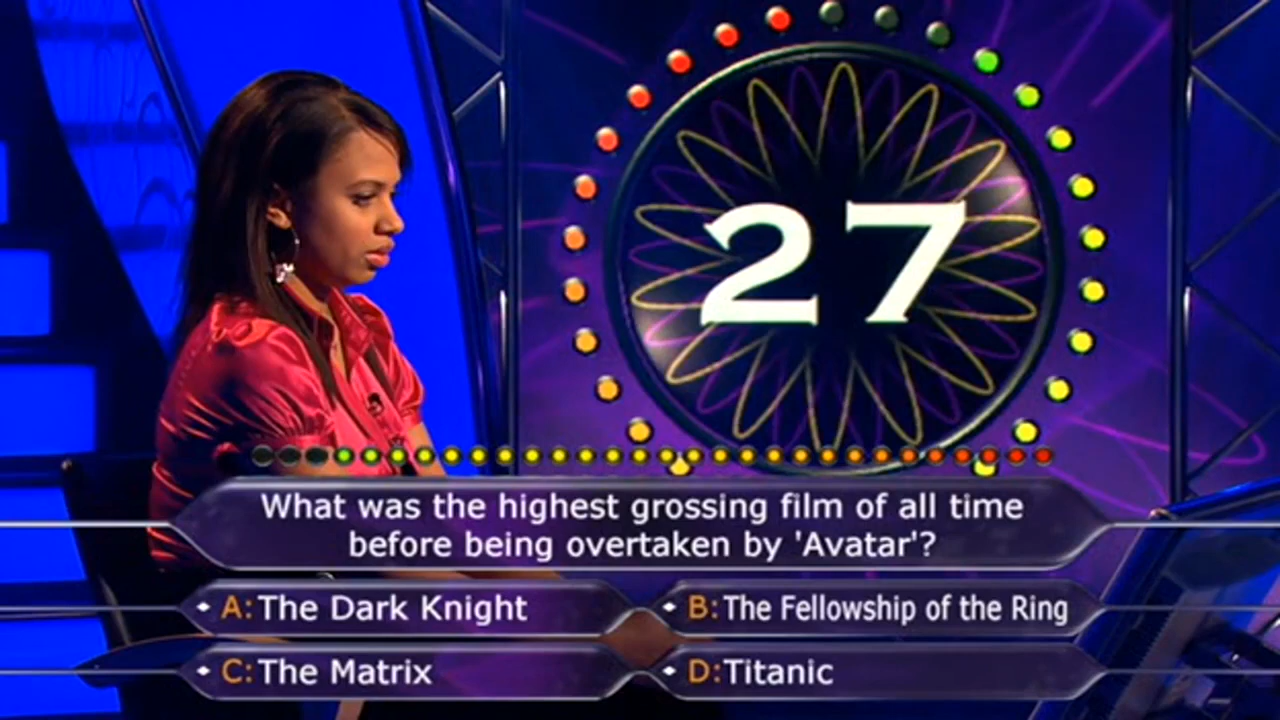 27
What was the highest grossing film of all time
before being overtaken by 'Avatar'?
A: The Dark Knight
B: The Fellowship of the Ring
C: The Matrix
D: Titanic